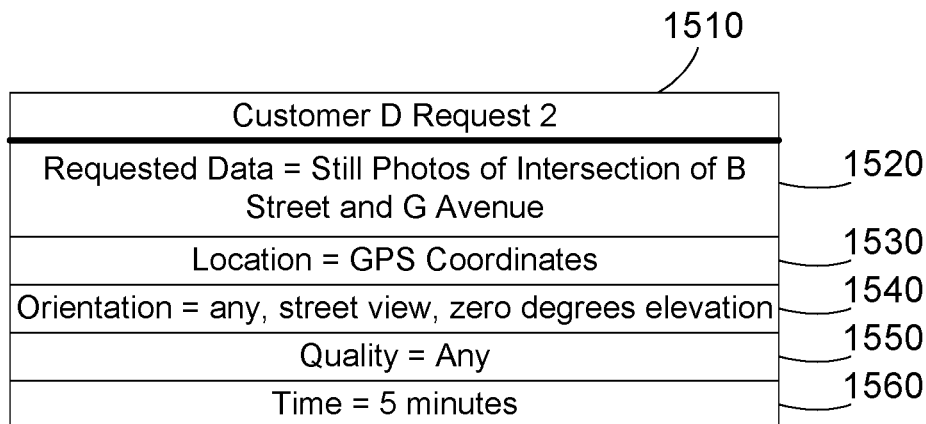 1510
Customer D Request 2
Requested Data = Still Photos of Intersection of B
Street and G Avenue
1520
Location = GPS Coordinates
1530
Orientation = any, street view, zero degrees elevation
1540
Quality = Any
1550
Time = 5 minutes
1560